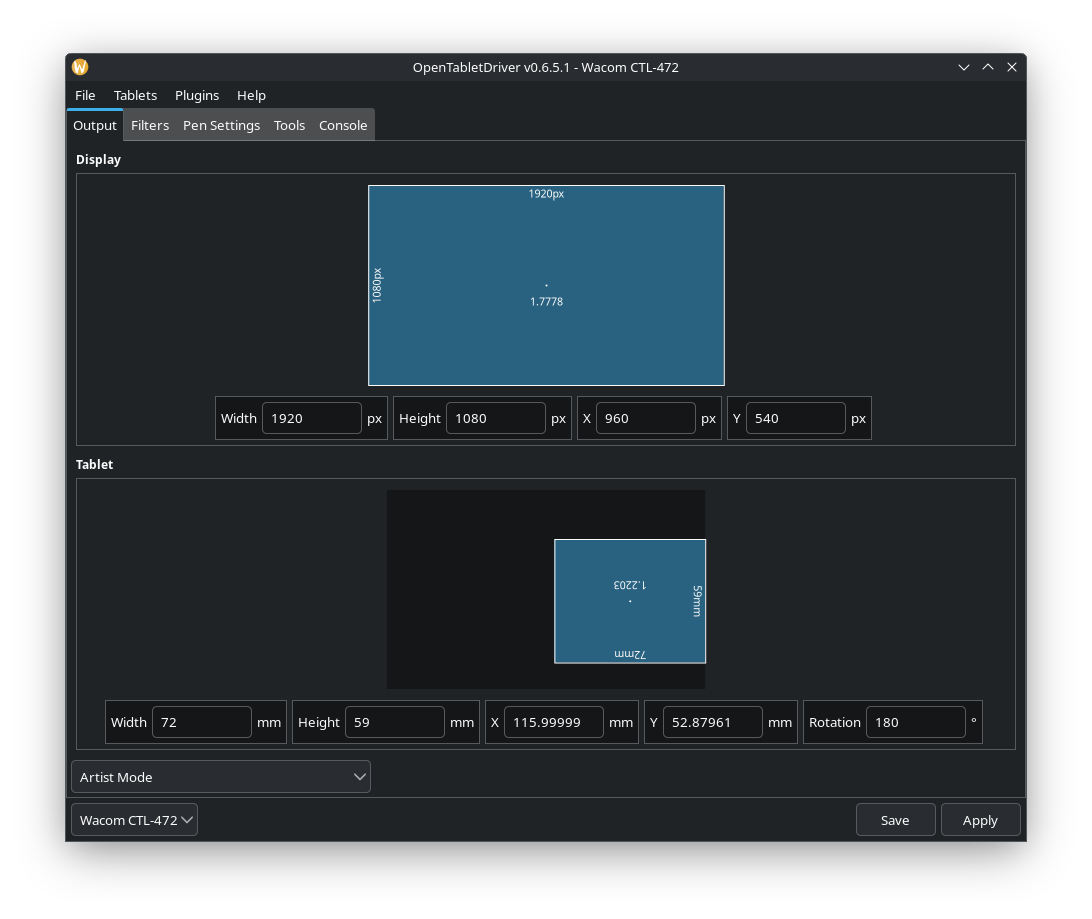 OpenTabletDriver v0.6.5.1 - Wacom CTL-472
File Tablets Plugins Help
Output Filters Pen Settings Tools Console
Display
1920px
1080px
1.7778
Width 1920 px Height 1080 px X 960 px Y 540 px
Tablet
1.2203
59mm
72mm
Width 72 mm Height 59 mm X 115.99999 mm Y 52.87961 mm Rotation 180 °
Artist Mode
Wacom CTL-472 Save Apply